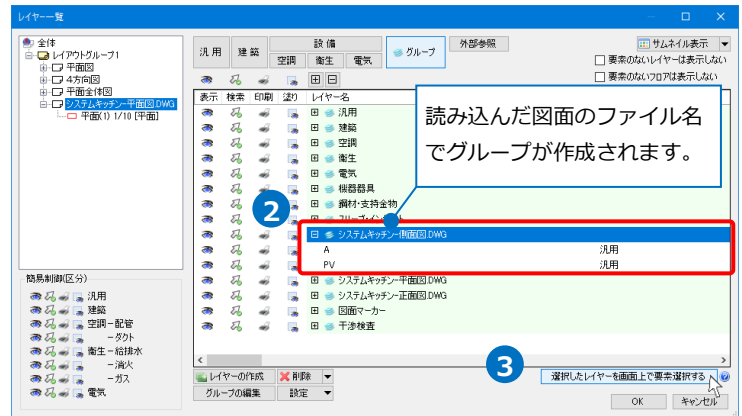 レイヤー一覧
全体
レイアウトグループ1
平面図
4方向図
平面全体図
システムキッチン-平面図.DWG
平面(1) 1/10 [平面]
簡易制御(区分)
汎用
建築
空調－配管
－ダクト
衛生－給排水
－消火
－ガス
電気
汎用
建築
設備
空調
衛生
電気
グループ
外部参照
サムネイル表示
要素のないレイヤーは表示しない
要素のないフロアは表示しない
表示 検索 印刷 塗り レイヤー名
汎用
建築
空調
衛生
電気
機器器具
鋼材・支持金物
システムキッチン-側面図.DWG
A 汎用
PV 汎用
システムキッチン-平面図.DWG
システムキッチン-正面図.DWG
図面マーカー
干渉検査
読み込んだ図面のファイル名
でグループが作成されます。
2
3
レイヤーの作成
削除
グループの編集
設定
選択したレイヤーを画面上で要素選択する
OK
キャンセル